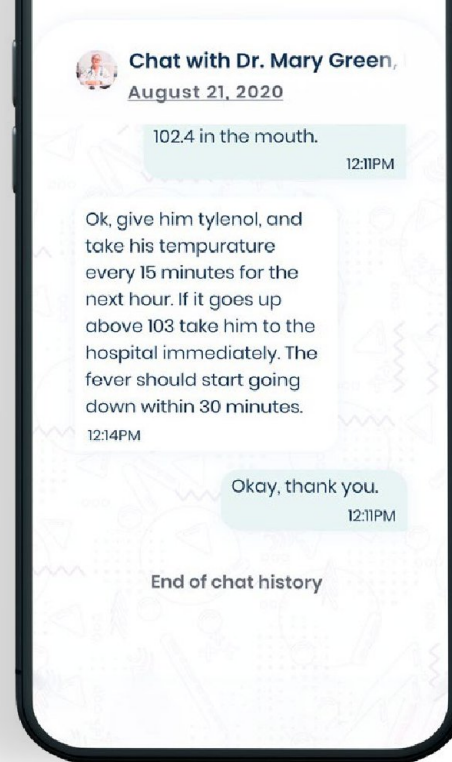 Chat with Dr. Mary Green,
August 21, 2020
102.4 in the mouth.
12:11PM
Ok, give him tylenol, and
take his tempurature
every 15 minutes for the
next hour. If it goes up
above 103 take him to the
hospital immediately. The
fever should start going
down within 30 minutes.
12:14PM
Okay, thank you.
12:11PM
End of chat history